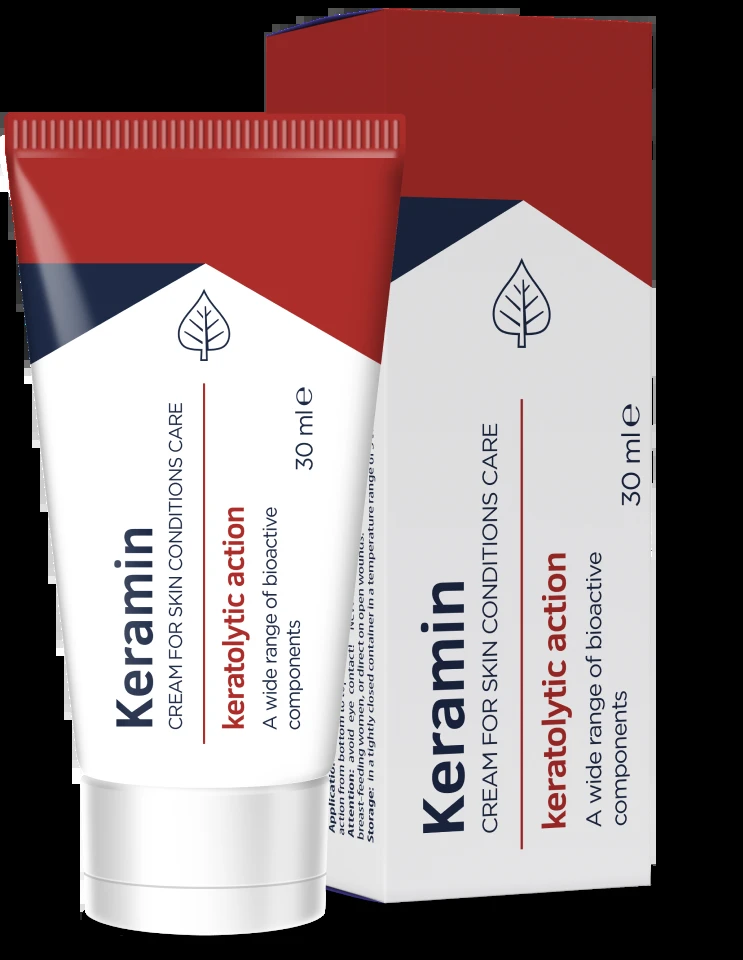 Keramin
CREAM FOR SKIN CONDITIONS CARE
keratolytic action
A wide range of bioactive
components
30 ml ℮
action from bottom to
Attention: avoid eye contact!
breast-feeding women, or direct on open wounds.
Storage: in a tightly closed container in a temperature range of
Keramin
CREAM FOR SKIN CONDITIONS CARE
keratolytic action
A wide range of bioactive
components
30 ml ℮